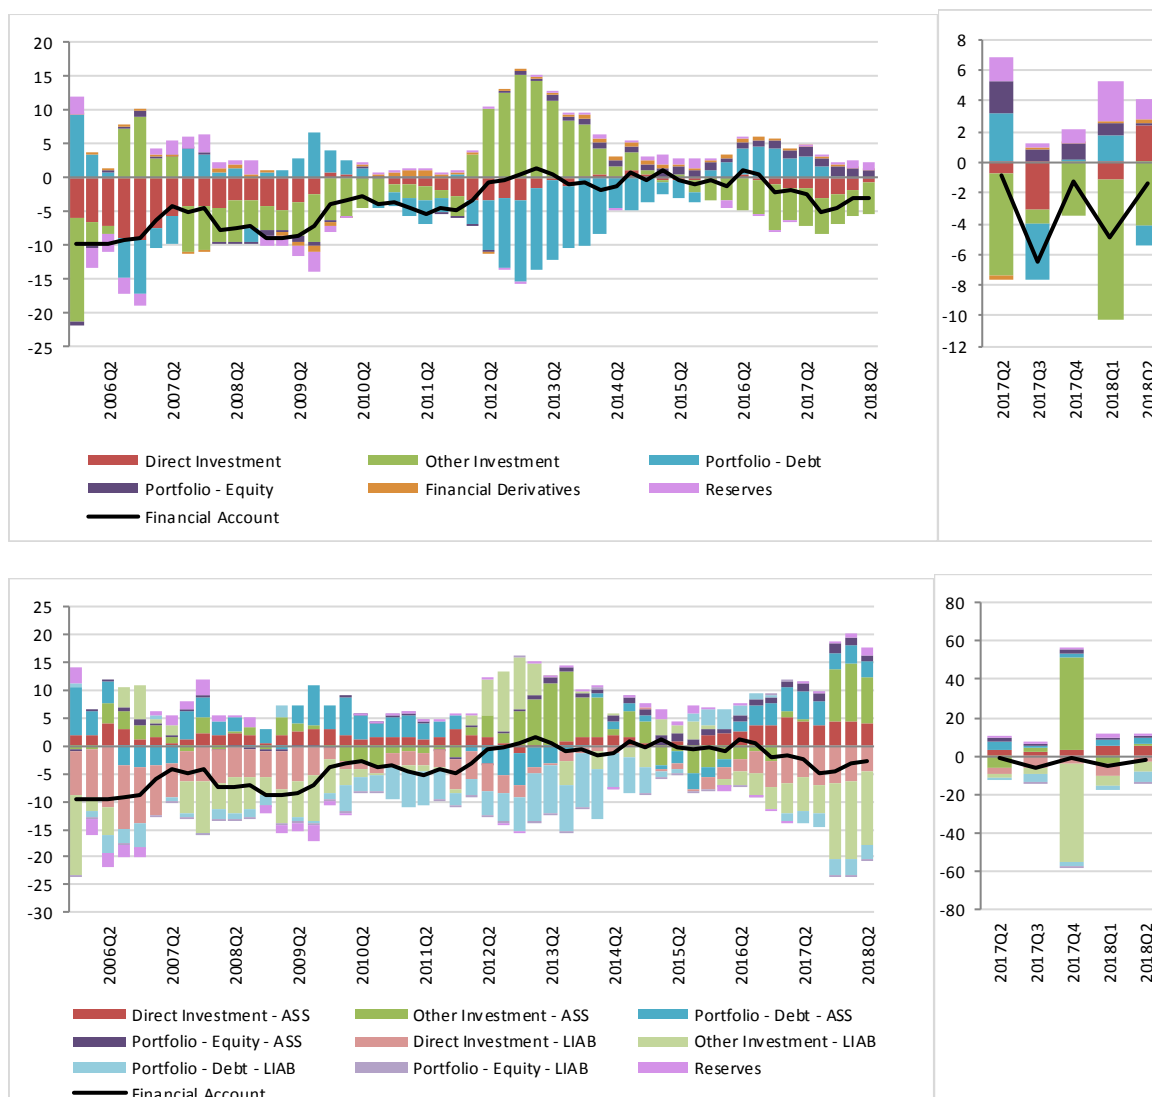 20
15
10
5
0
-5
-10
-15
-20
-25
2006Q2
2007Q2
2008Q2
2009Q2
2010Q2
2011Q2
2012Q2
2013Q2
2014Q2
2015Q2
2016Q2
2017Q2
2018Q2
Direct Investment
Other Investment
Portfolio - Debt
Portfolio - Equity
Financial Derivatives
Reserves
Financial Account
8
6
4
2
0
-2
-4
-6
-8
-10
-12
2017Q2
2017Q3
2017Q4
2018Q1
2018Q2
25
20
15
10
5
0
-5
-10
-15
-20
-25
-30
2006Q2
2007Q2
2008Q2
2009Q2
2010Q2
2011Q2
2012Q2
2013Q2
2014Q2
2015Q2
2016Q2
2017Q2
2018Q2
Direct Investment - ASS
Other Investment - ASS
Portfolio - Debt - ASS
Portfolio - Equity - ASS
Direct Investment - LIAB
Other Investment - LIAB
Portfolio - Debt - LIAB
Portfolio - Equity - LIAB
Reserves
Financial Account
80
60
40
20
0
-20
-40
-60
-80
2017Q2
2017Q3
2017Q4
2018Q1
2018Q2